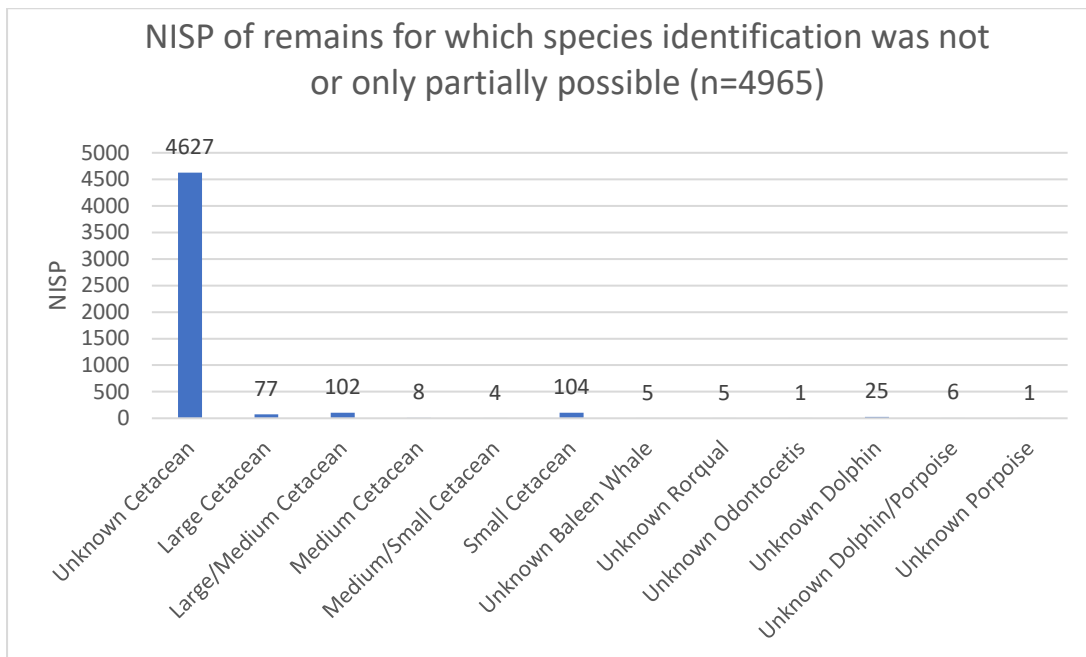 NISP of remains for which species identification was not
or only partially possible (n=4965)
NISP
5000
4500
4000
3500
3000
2500
2000
1500
1000
500
0
4627
77
102
8
4
104
5
5
1
25
6
1
Unknown Cetacean
Large Cetacean
Large/Medium Cetacean
Medium Cetacean
Medium/Small Cetacean
Small Cetacean
Unknown Baleen Whale
Unknown Rorqual
Unknown Odontocetis
Unknown Dolphin
Unknown Dolphin/Porpoise
Unknown Porpoise